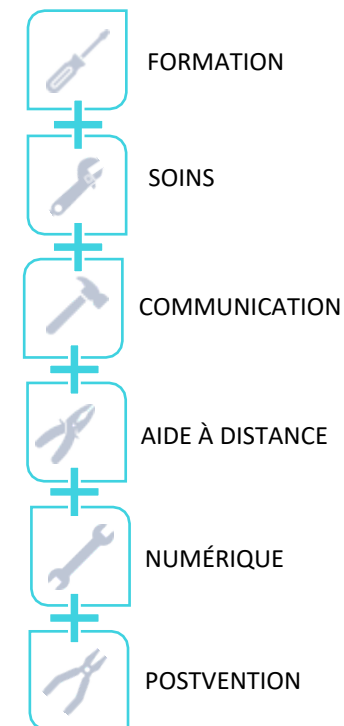 FORMATION
SOINS
COMMUNICATION
AIDE À DISTANCE
NUMÉRIQUE
POSTVENTION